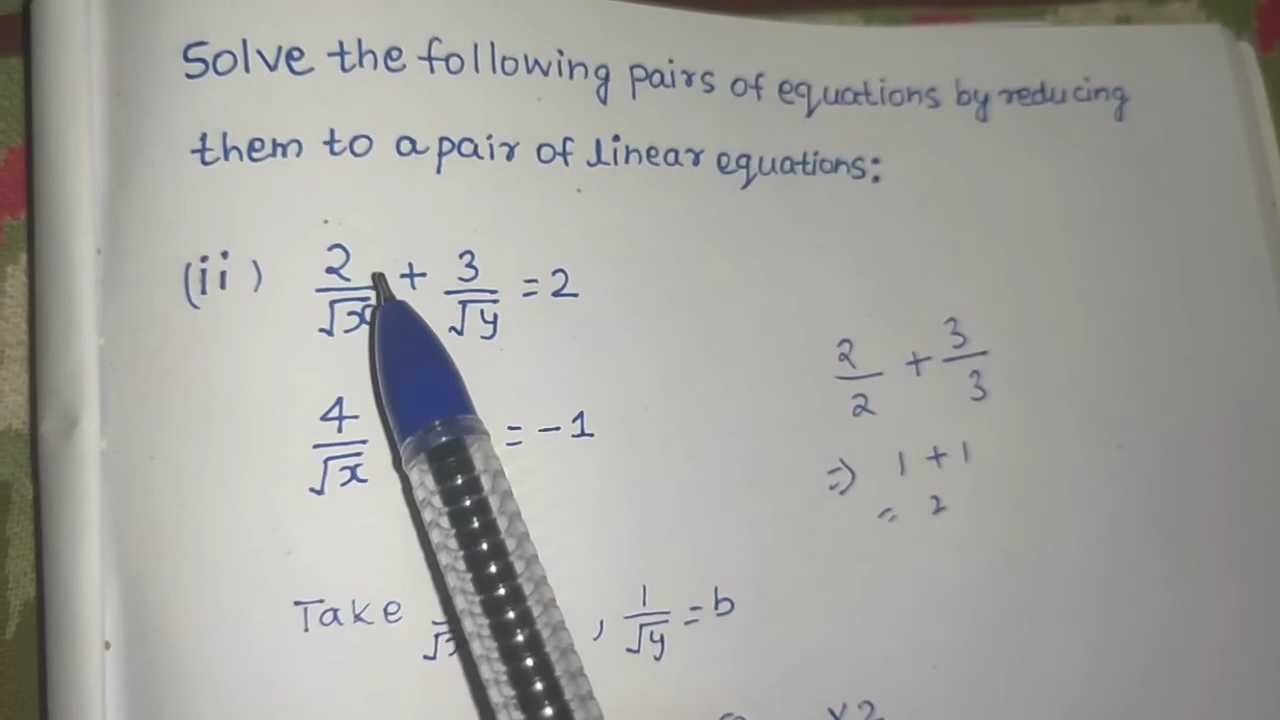 Solve the following pairs of equations by reducing
them to a pair of linear equations:
(ii) 2/√x + 3/√y = 2
4/√x = -1
2/2 + 3/3
⇒ 1 + 1
= 2
Take , 1/√y = b
×2